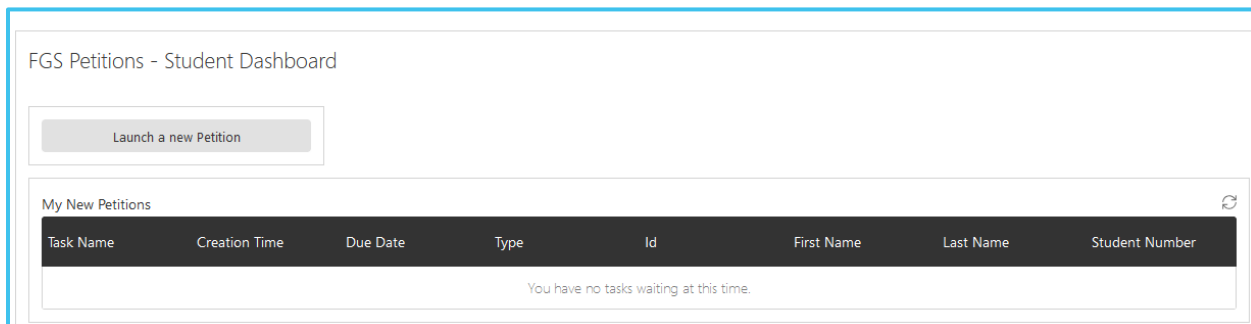 FGS Petitions - Student Dashboard
Launch a new Petition
My New Petitions
Task Name Creation Time Due Date Type Id First Name Last Name Student Number
You have no tasks waiting at this time.